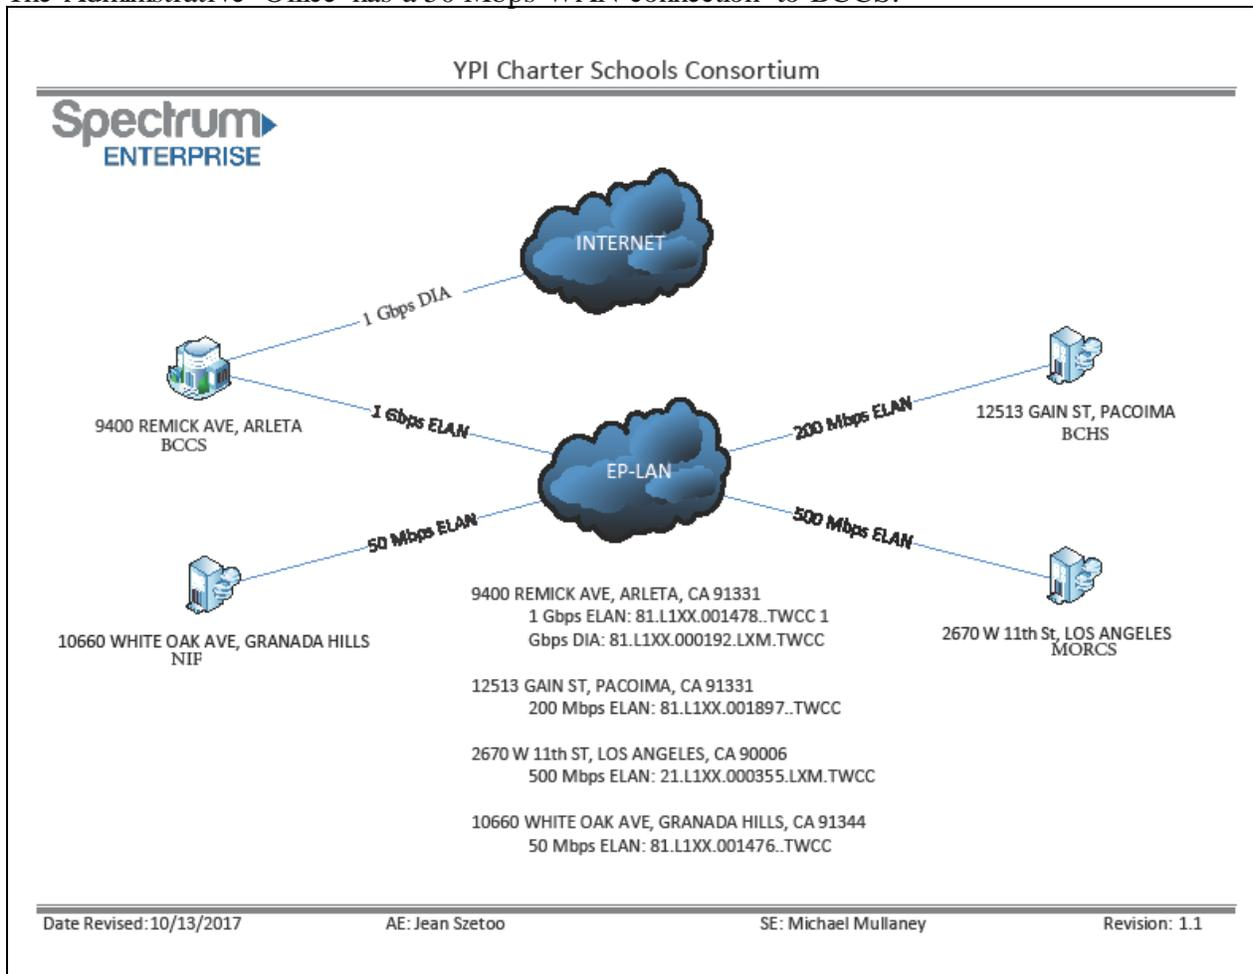 The Administrative Office has a 50 Mbps WAN connection to BCCS.
YPI Charter Schools Consortium
Spectrum
ENTERPRISE
INTERNET
1 Gbps DIA
9400 REMICK AVE, ARLETA
BCCS
1 Gbps ELAN
200 Mbps ELAN
12513 GAIN ST, PACOIMA
BCHS
EP-LAN
50 Mbps ELAN
500 Mbps ELAN
10660 WHITE OAK AVE, GRANADA HILLS
NIF
2670 W 11th St, LOS ANGELES
MORCS
9400 REMICK AVE, ARLETA, CA 91331
1 Gbps ELAN: 81.L1XX.001478..TWCC 1
Gbps DIA: 81.L1XX.000192.LXM.TWCC
12513 GAIN ST, PACOIMA, CA 91331
200 Mbps ELAN: 81.L1XX.001897..TWCC
2670 W 11th ST, LOS ANGELES, CA 90006
500 Mbps ELAN: 21.L1XX.000355.LXM.TWCC
10660 WHITE OAK AVE, GRANADA HILLS, CA 91344
50 Mbps ELAN: 81.L1XX.001476..TWCC
Date Revised:10/13/2017 AE: Jean Szetoo SE: Michael Mullaney Revision: 1.1